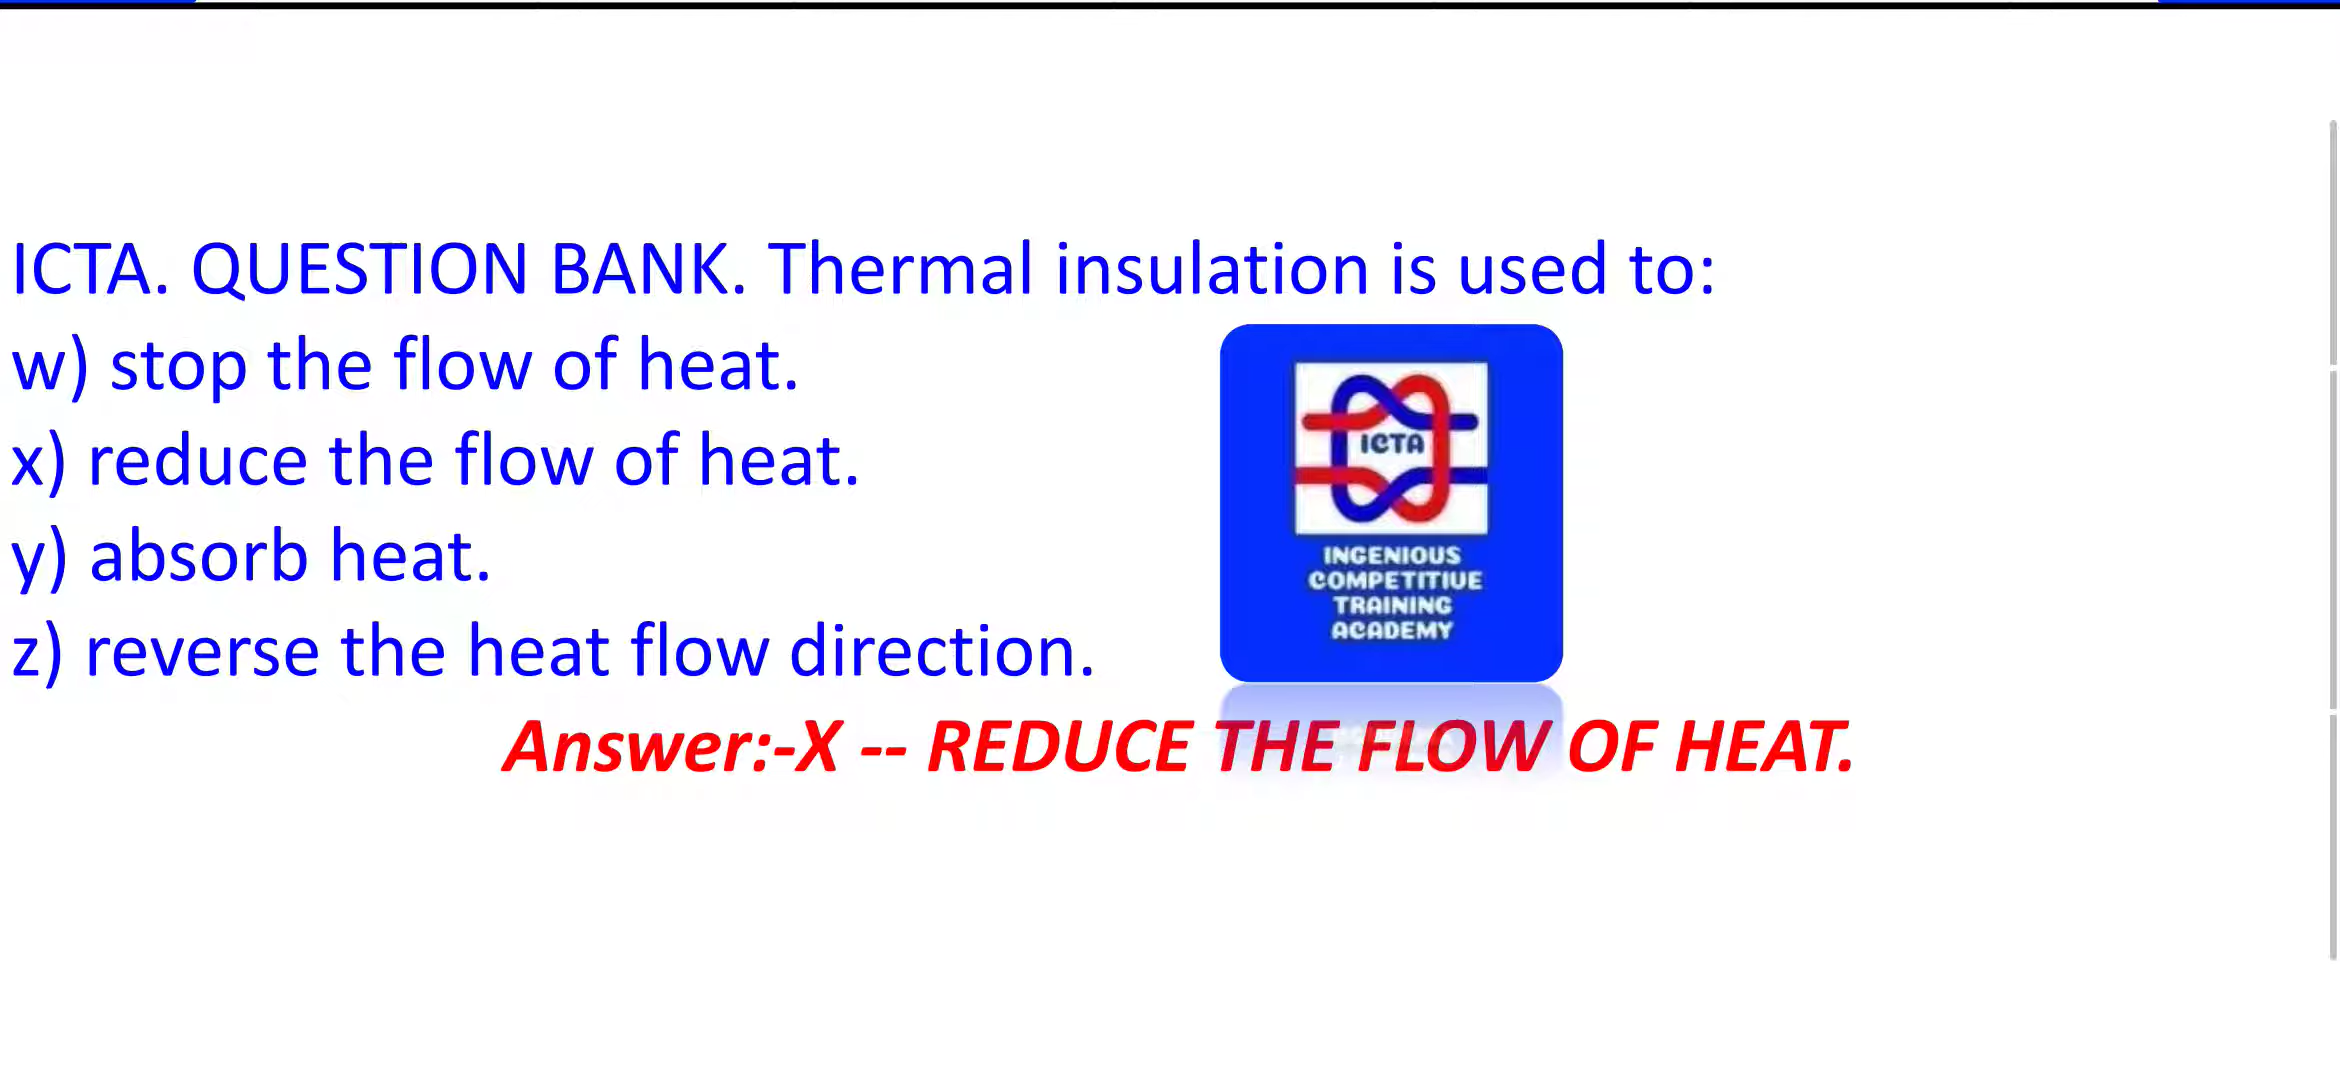 ICTA. QUESTION BANK. Thermal insulation is used to:
w) stop the flow of heat.
x) reduce the flow of heat.
y) absorb heat.
z) reverse the heat flow direction.
ICTA
INGENIOUS
COMPETITIVE
TRAINING
ACADEMY
Answer:-X -- REDUCE THE FLOW OF HEAT.